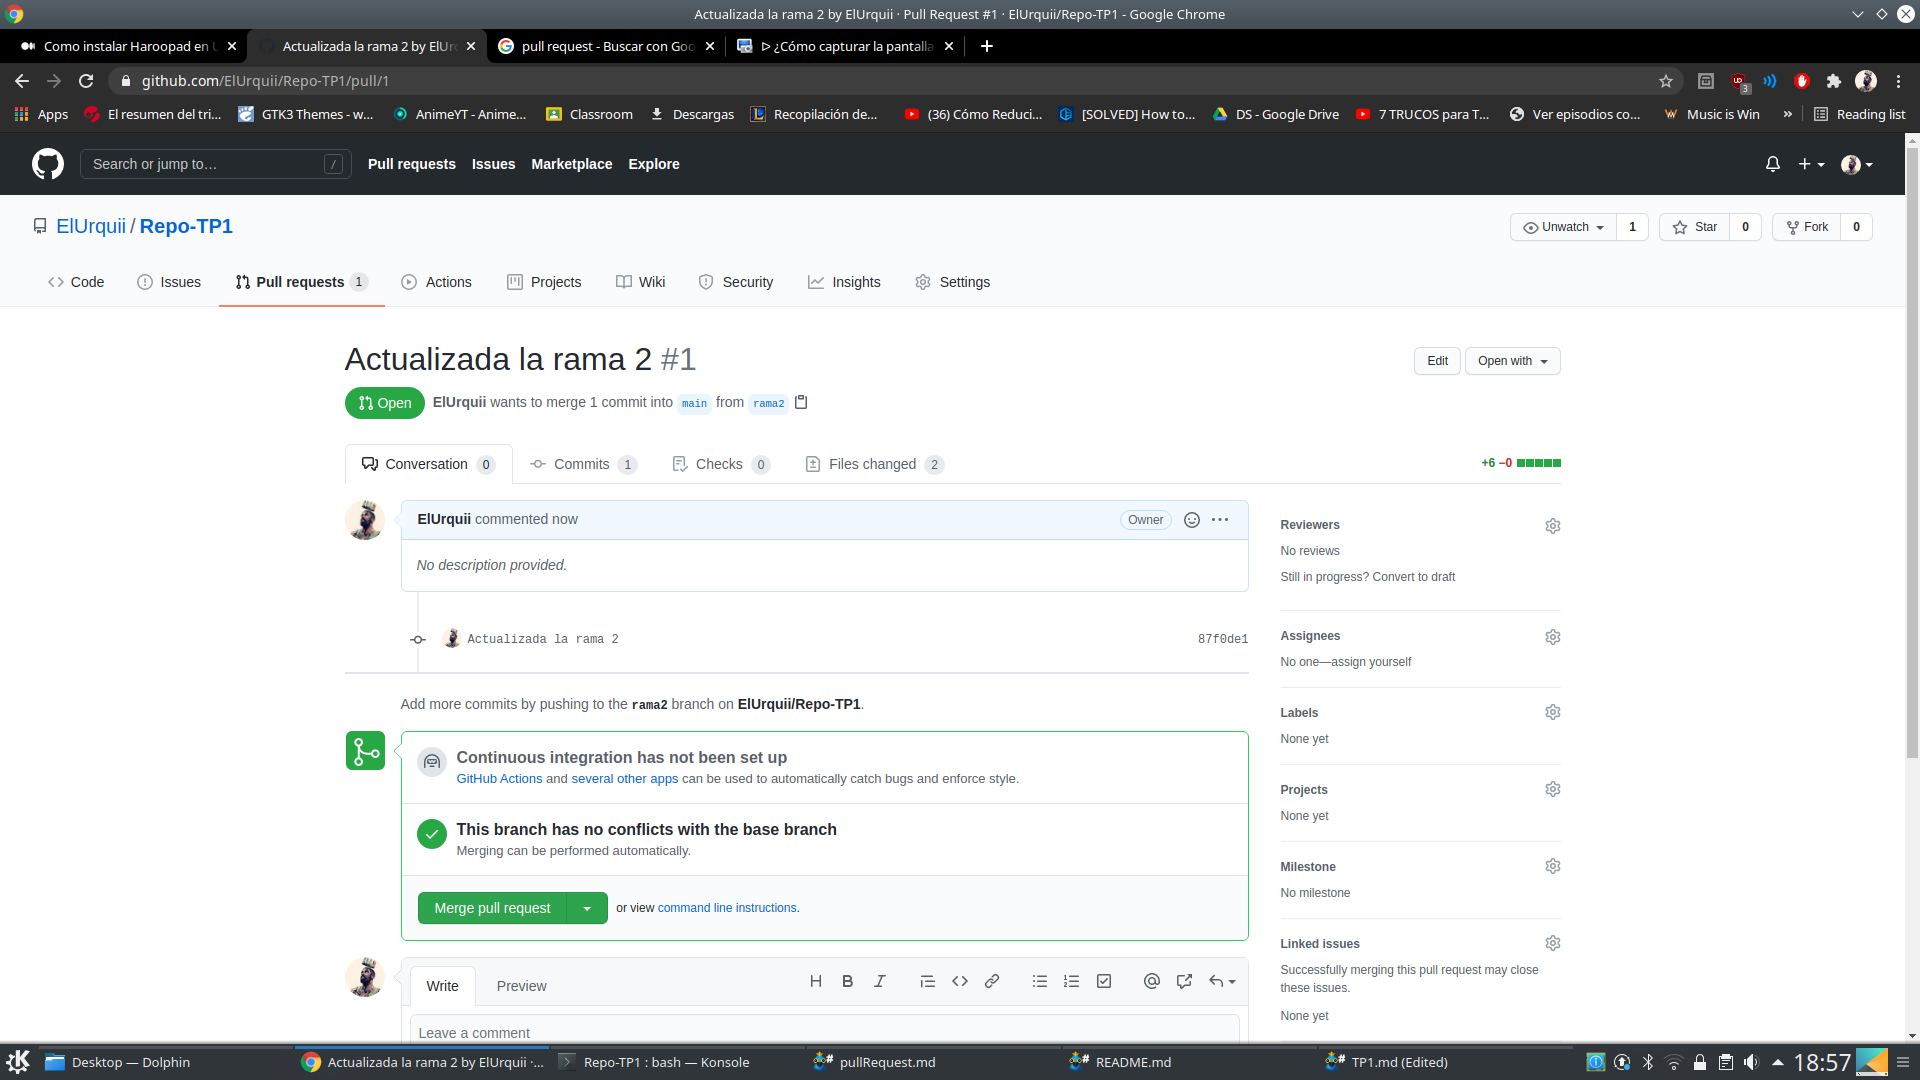 Actualizada la rama 2 by ElUrquii · Pull Request #1 · ElUrquii/Repo-TP1 - Google Chrome
Como instalar Haroopad en U
Actualizada la rama 2 by ElUr
pull request - Buscar con Goo
ᐅ ¿Cómo capturar la pantalla
github.com/ElUrquii/Repo-TP1/pull/1
3
Apps
El resumen del tri...
GTK3 Themes - w...
AnimeYT - Anime...
Classroom
Descargas
Recopilación de...
(36) Cómo Reduci...
[SOLVED] How to...
DS - Google Drive
7 TRUCOS para T...
Ver episodios co...
Music is Win
»
Reading list
Search or jump to…
/
Pull requests
Issues
Marketplace
Explore
ElUrquii / Repo-TP1
Unwatch 1
Star 0
Fork 0
Code
Issues
Pull requests 1
Actions
Projects
Wiki
Security
Insights
Settings
Actualizada la rama 2 #1
Edit
Open with
Open
ElUrquii wants to merge 1 commit into main from rama2
Conversation 0
Commits 1
Checks 0
Files changed 2
+6 −0
ElUrquii commented now
Owner
No description provided.
Actualizada la rama 2
87f0de1
Add more commits by pushing to the rama2 branch on ElUrquii/Repo-TP1.
Continuous integration has not been set up
GitHub Actions and several other apps can be used to automatically catch bugs and enforce style.
This branch has no conflicts with the base branch
Merging can be performed automatically.
Merge pull request
or view command line instructions.
Write
Preview
Leave a comment
Reviewers
No reviews
Still in progress? Convert to draft
Assignees
No one—assign yourself
Labels
None yet
Projects
None yet
Milestone
No milestone
Linked issues
Successfully merging this pull request may close
these issues.
None yet
Desktop — Dolphin
Actualizada la rama 2 by ElUrquii ·...
Repo-TP1 : bash — Konsole
pullRequest.md
README.md
TP1.md (Edited)
18:57